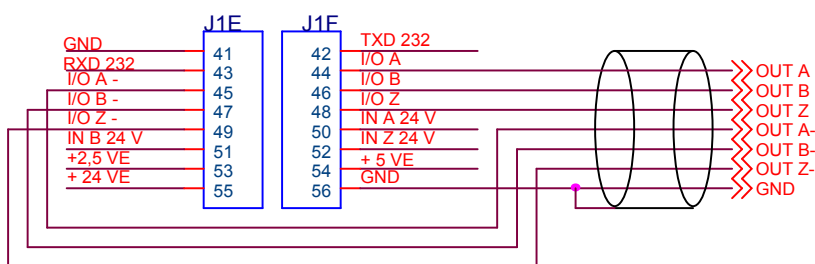 J1E
J1F
GND
41
RXD 232
43
I/O A -
45
I/O B -
47
I/O Z -
49
IN B 24 V
51
+2,5 VE
53
+ 24 VE
55
42
TXD 232
44
I/O A
46
I/O B
48
I/O Z
50
IN A 24 V
52
IN Z 24 V
54
+ 5 VE
56
GND
OUT A
OUT B
OUT Z
OUT A-
OUT B-
OUT Z-
GND